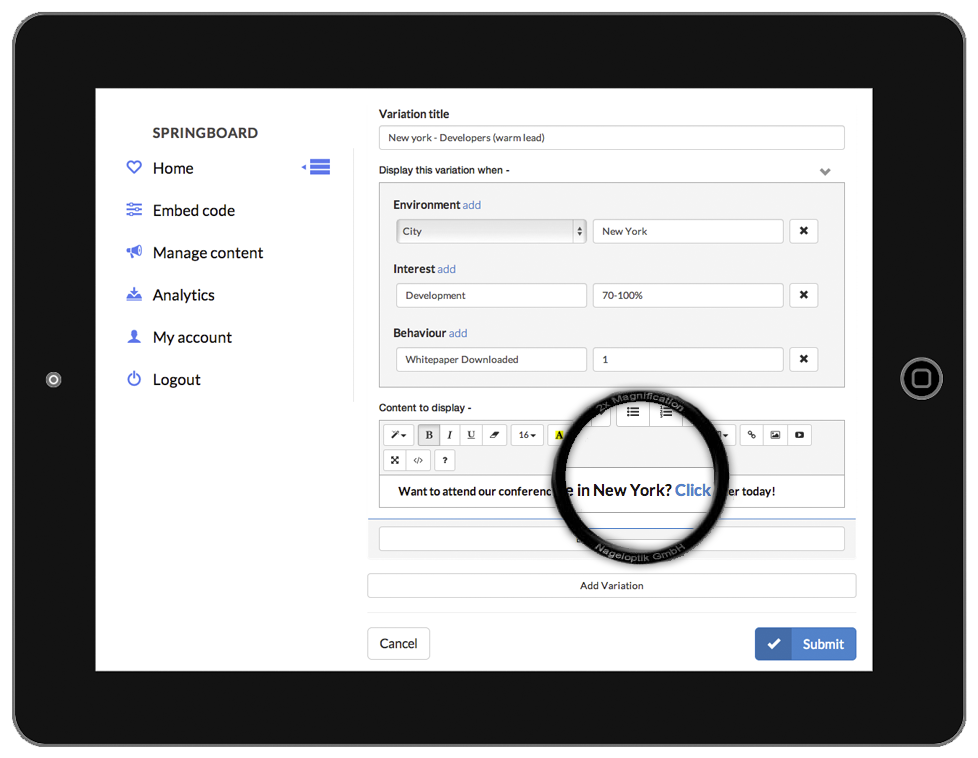 SPRINGBOARD
Home
Embed code
Manage content
Analytics
My account
Logout
Variation title
New york - Developers (warm lead)
Display this variation when -
Environment add
City New York
Interest add
Development 70-100%
Behaviour add
Whitepaper Downloaded 1
Content to display -
2x Magnification
B I U 16 A
?
Want to attend our conferenc e in New York? Click er today!
Nageloptik GmbH
Add Variation
Cancel
Submit